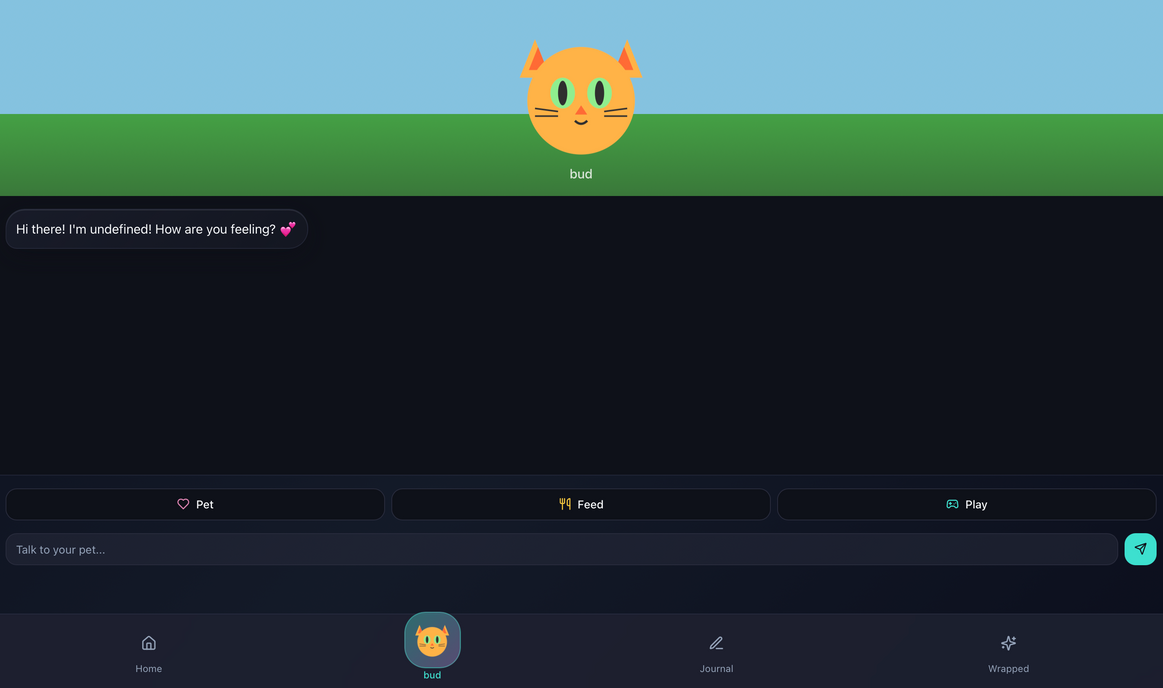 bud
Hi there! I'm undefined! How are you feeling? 💕
Pet
Feed
Play
Talk to your pet...
Home
bud
Journal
Wrapped